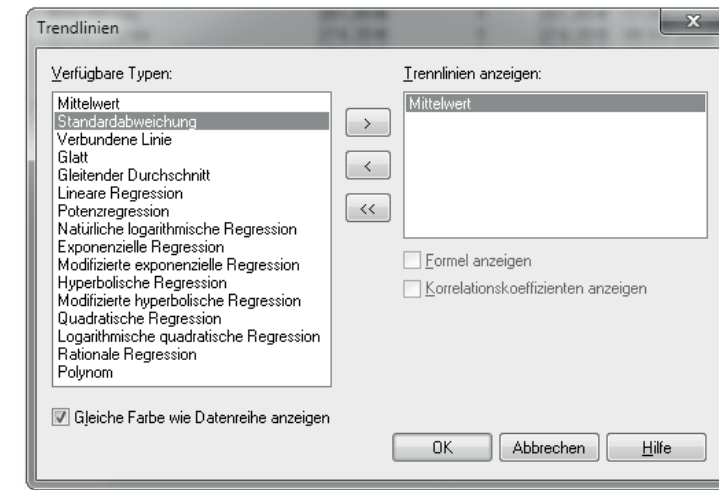 Trendlinien
Verfügbare Typen:
Mittelwert
Standardabweichung
Verbundene Linie
Glatt
Gleitender Durchschnitt
Lineare Regression
Potenzregression
Natürliche logarithmische Regression
Exponenzielle Regression
Modifizierte exponenzielle Regression
Hyperbolische Regression
Modifizierte hyperbolische Regression
Quadratische Regression
Logarithmische quadratische Regression
Rationale Regression
Polynom
Gleiche Farbe wie Datenreihe anzeigen
>
<
<<
Trennlinien anzeigen:
Mittelwert
Formel anzeigen
Korrelationskoeffizienten anzeigen
OK
Abbrechen
Hilfe